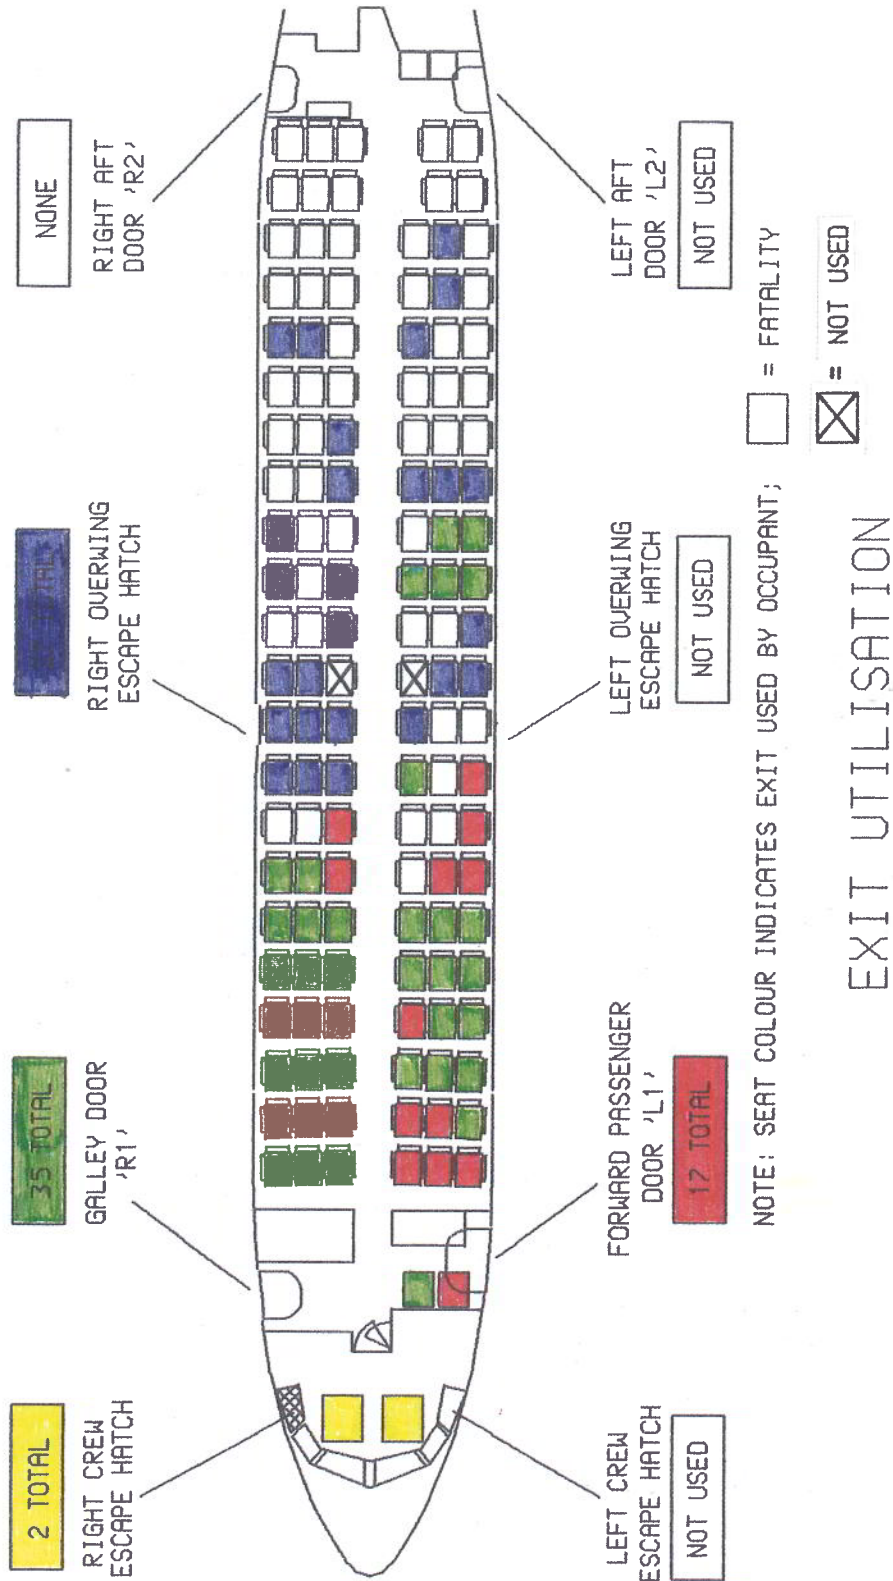 2 TOTAL
RIGHT CREW
ESCAPE HATCH
35 TOTAL
GALLEY DOOR
'R1'
TOTAL
RIGHT OVERWING
ESCAPE HATCH
NONE
RIGHT AFT
DOOR 'R2'
LEFT CREW
ESCAPE HATCH
NOT USED
FORWARD PASSENGER
DOOR 'L1'
17 TOTAL
LEFT OVERWING
ESCAPE HATCH
NOT USED
LEFT AFT
DOOR 'L2'
NOT USED
NOTE: SEAT COLOUR INDICATES EXIT USED BY OCCUPANT;
= FATALITY
= NOT USED
EXIT UTILISATION